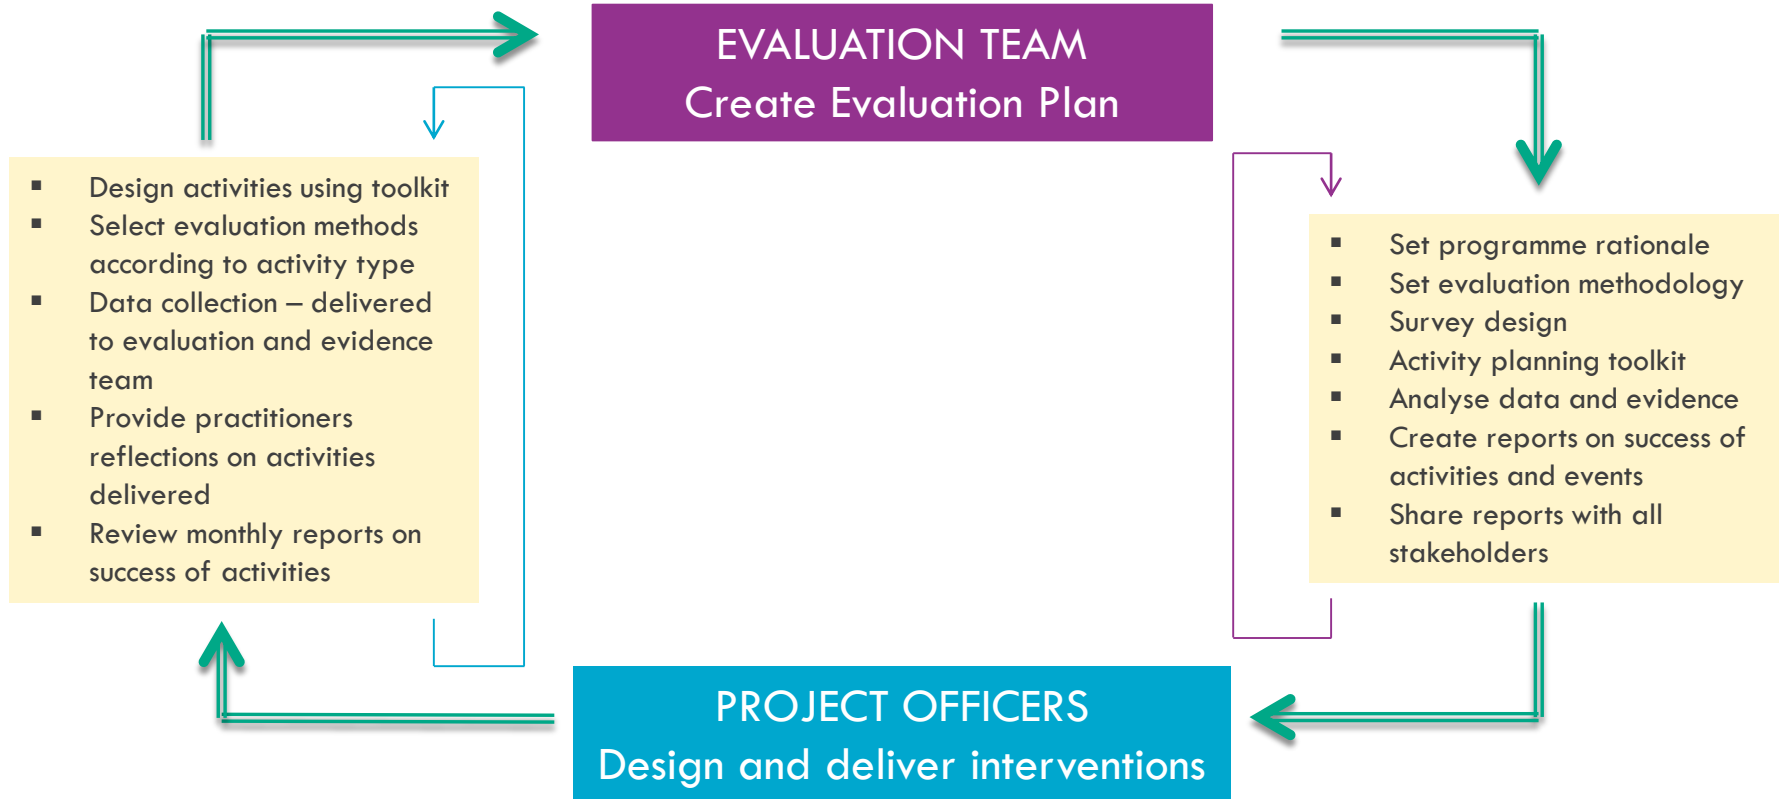 EVALUATION TEAM
Create Evaluation Plan
▪ Design activities using toolkit
▪ Select evaluation methods
according to activity type
▪ Data collection – delivered
to evaluation and evidence
team
▪ Provide practitioners
reflections on activities
delivered
▪ Review monthly reports on
success of activities
▪ Set programme rationale
▪ Set evaluation methodology
▪ Survey design
▪ Activity planning toolkit
▪ Analyse data and evidence
▪ Create reports on success of
activities and events
▪ Share reports with all
stakeholders
PROJECT OFFICERS
Design and deliver interventions